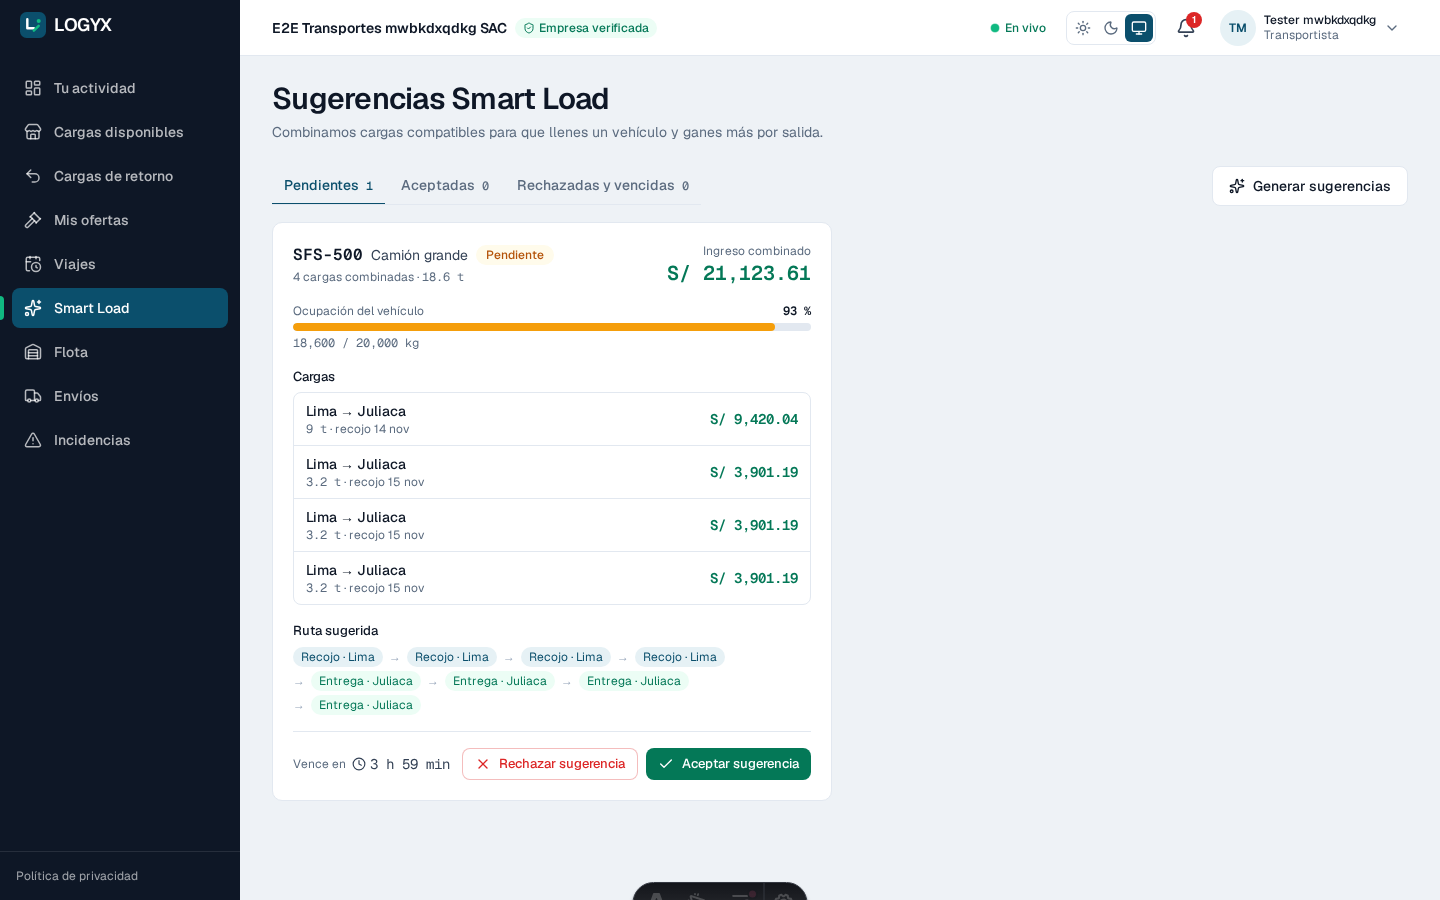 LOGYX
E2E Transportes mwbkdxqdkg SAC
Empresa verificada
En vivo
1
TM
Tester mwbkdxqdkg
Transportista
Tu actividad
Cargas disponibles
Cargas de retorno
Mis ofertas
Viajes
Smart Load
Flota
Envíos
Incidencias
Política de privacidad
Sugerencias Smart Load
Combinamos cargas compatibles para que llenes un vehículo y ganes más por salida.
Pendientes 1
Aceptadas 0
Rechazadas y vencidas 0
Generar sugerencias
SFS-500 Camión grande Pendiente
4 cargas combinadas · 18.6 t
Ingreso combinado
S/ 21,123.61
Ocupación del vehículo 93 %
18,600 / 20,000 kg
Cargas
Lima → Juliaca
9 t · recojo 14 nov
S/ 9,420.04
Lima → Juliaca
3.2 t · recojo 15 nov
S/ 3,901.19
Lima → Juliaca
3.2 t · recojo 15 nov
S/ 3,901.19
Lima → Juliaca
3.2 t · recojo 15 nov
S/ 3,901.19
Ruta sugerida
Recojo · Lima → Recojo · Lima → Recojo · Lima → Recojo · Lima
→ Entrega · Juliaca → Entrega · Juliaca → Entrega · Juliaca
→ Entrega · Juliaca
Vence en 3 h 59 min
Rechazar sugerencia
Aceptar sugerencia